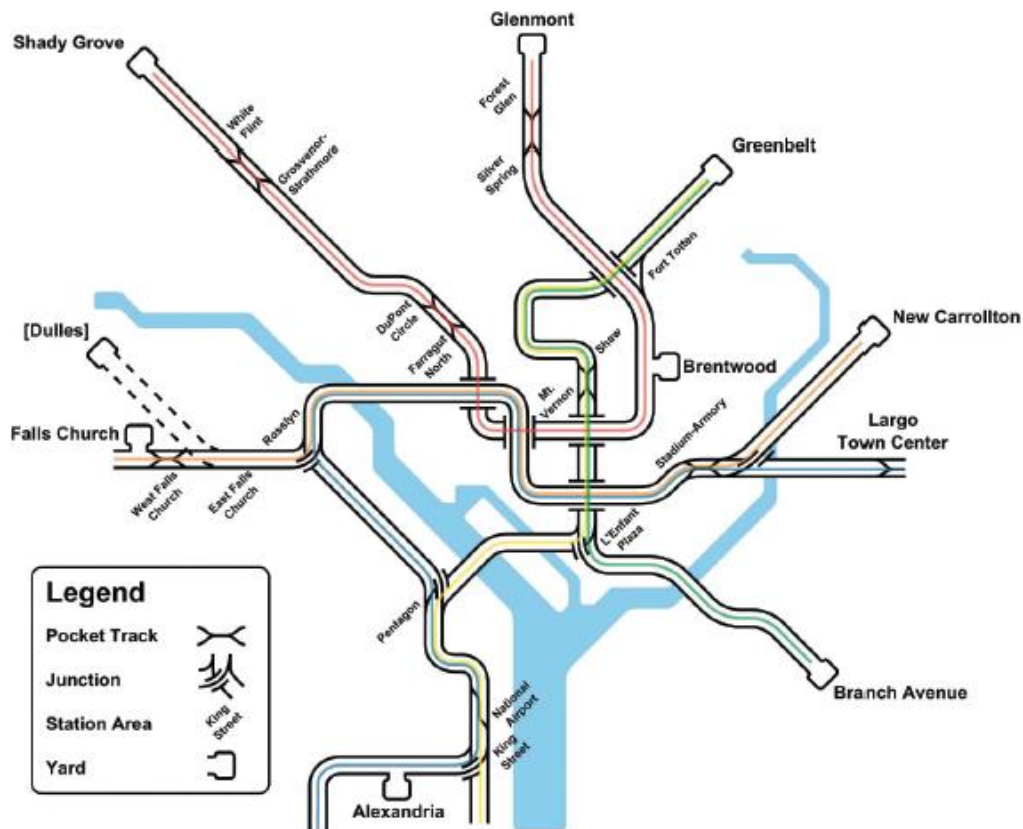 Glenmont
Shady Grove
Forest
Glen
White
Flint
Greenbelt
Grosvenor-
Strathmore
Silver
Spring
Fort Totten
DuPont
Circle
New Carrollton
[Dulles]
Farragut
North
Shaw
Brentwood
Mt.
Vernon
Falls Church
Rosslyn
Stadium-Armory
Largo
Town Center
West Falls
Church
East Falls
Church
L'Enfant
Plaza
Pentagon
Branch Avenue
National
Airport
King
Street
Alexandria
Legend
Pocket Track
Junction
Station Area
King
Street
Yard